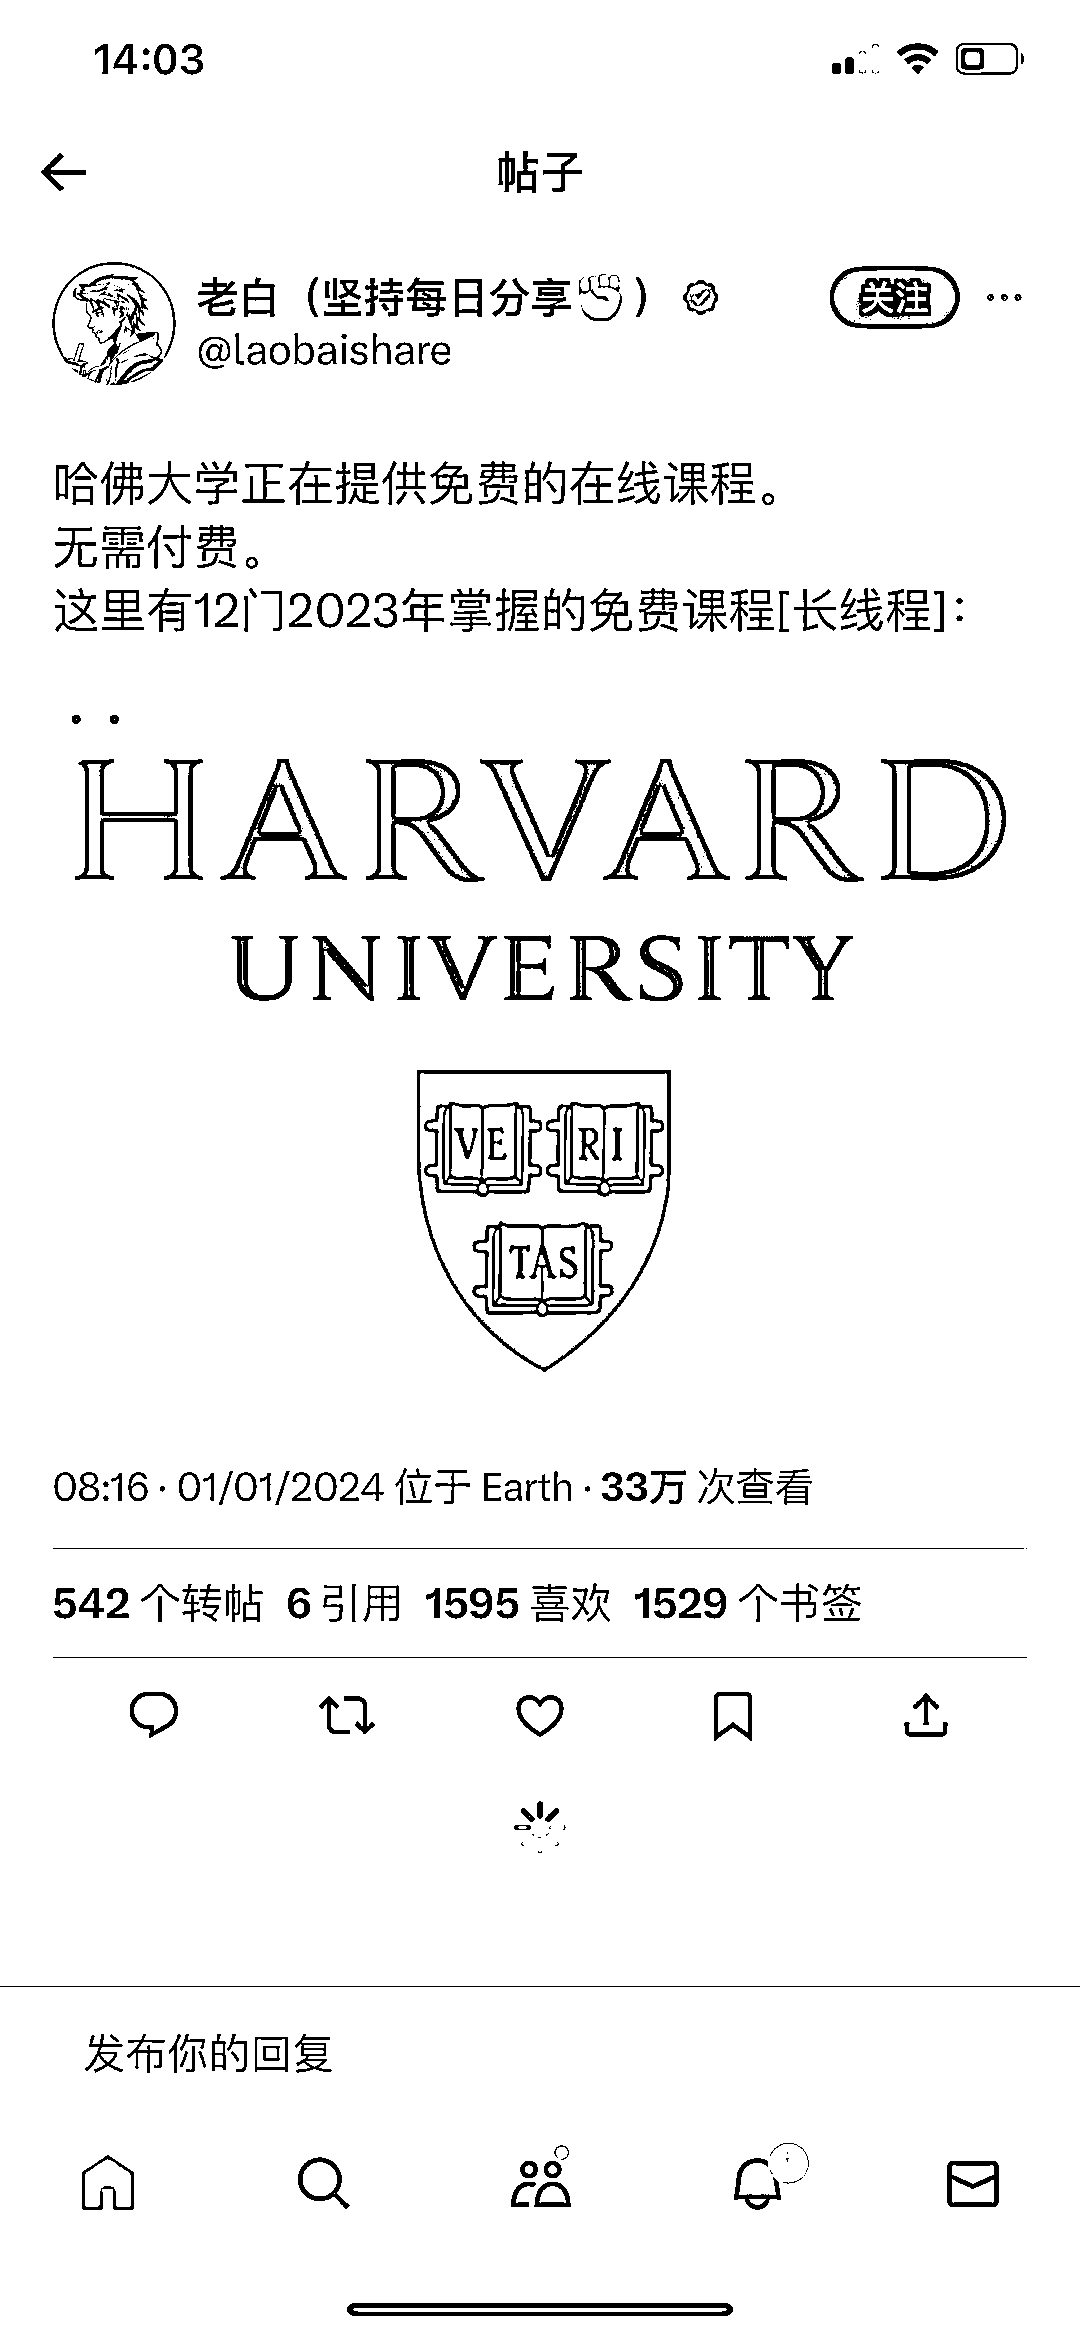 14:03
帖子
老白（坚持每日分享✊）
关注
@laobaishare
哈佛大学正在提供免费的在线课程。
无需付费。
这里有12门2023年掌握的免费课程[长线程]：
HARVARD
UNIVERSITY
VE RI
TAS
08:16 · 01/01/2024 位于 Earth · 33万 次查看
542 个转帖 6 引用 1595 喜欢 1529 个书签
发布你的回复